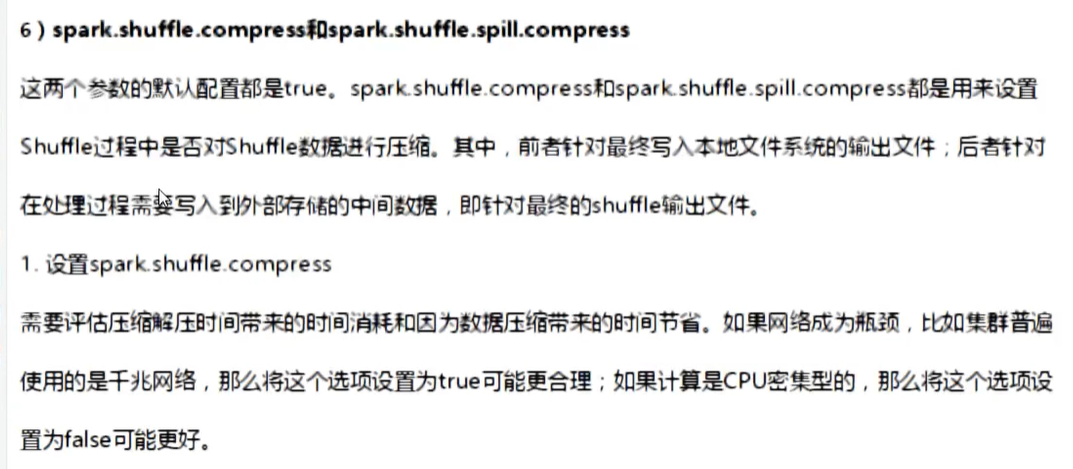 6）spark.shuffle.compress和spark.shuffle.spill.compress
这两个参数的默认配置都是true。spark.shuffle.compress和spark.shuffle.spill.compress都是用来设置
Shuffle过程中是否对Shuffle数据进行压缩。其中，前者针对最终写入本地文件系统的输出文件；后者针对
在处理过程需要写入到外部存储的中间数据，即针对最终的shuffle输出文件。
1. 设置spark.shuffle.compress
需要评估压缩解压时间带来的时间消耗和因为数据压缩带来的时间节省。如果网络成为瓶颈，比如集群普遍
使用的是千兆网络，那么将这个选项设置为true可能更合理；如果计算是CPU密集型的，那么将这个选项设
置为false可能更好。